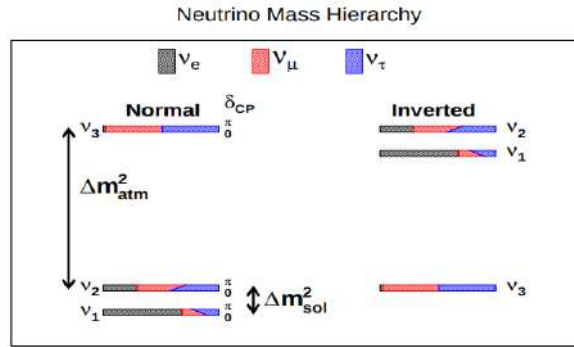 Neutrino Mass Hierarchy
νe νμ ντ
Normal δCP Inverted
ν3 π 0 ν2
ν1
Δm²atm
ν2 π 0 ν3
Δm²sol
ν1 π 0